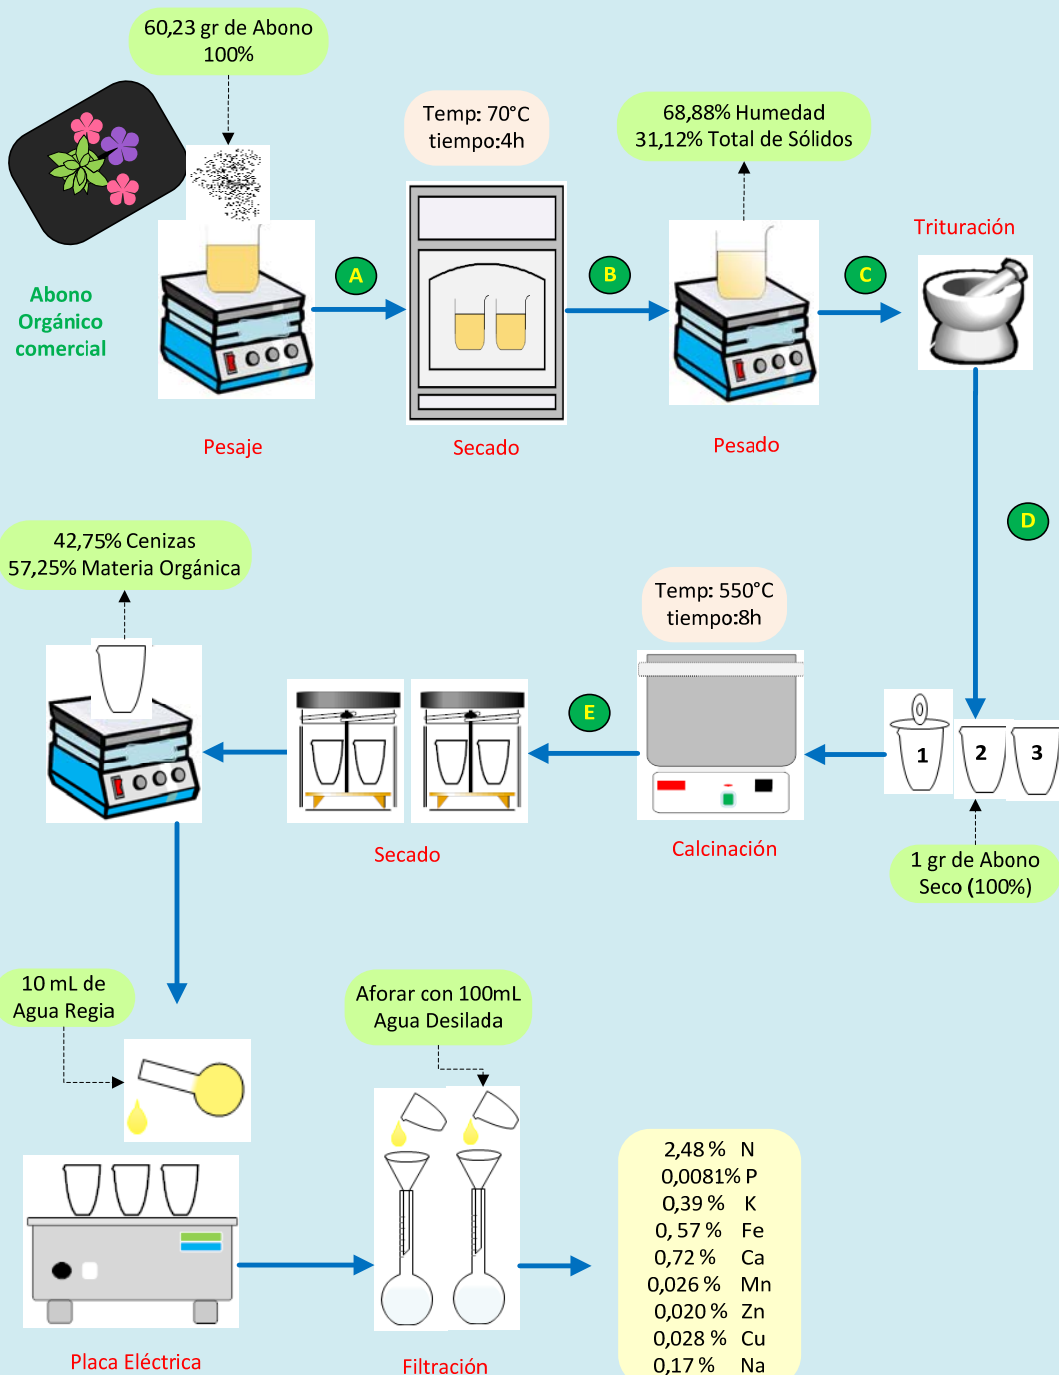 60,23 gr de Abono
100%
Temp: 70°C
tiempo:4h
68,88% Humedad
31,12% Total de Sólidos
Trituración
A
B
C
Abono
Orgánico
comercial
Pesaje
Secado
Pesado
D
42,75% Cenizas
57,25% Materia Orgánica
Temp: 550°C
tiempo:8h
E
1
2
3
Secado
Calcinación
1 gr de Abono
Seco (100%)
10 mL de
Agua Regia
Aforar con 100mL
Agua Desilada
2,48 % N
0,0081% P
0,39 % K
0, 57 % Fe
0,72 % Ca
0,026 % Mn
0,020 % Zn
0,028 % Cu
0,17 % Na
Placa Eléctrica
Filtración